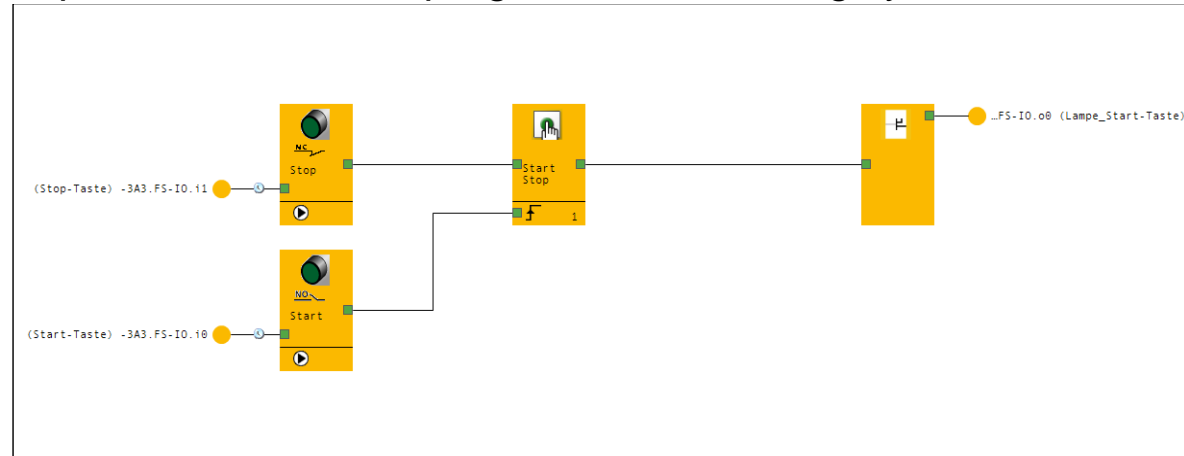 NC
Stop
(Stop-Taste) -3A3.FS-IO.i1
Start
Stop
1
…FS-IO.o0 (Lampe_Start-Taste)
NO
Start
(Start-Taste) -3A3.FS-IO.i0